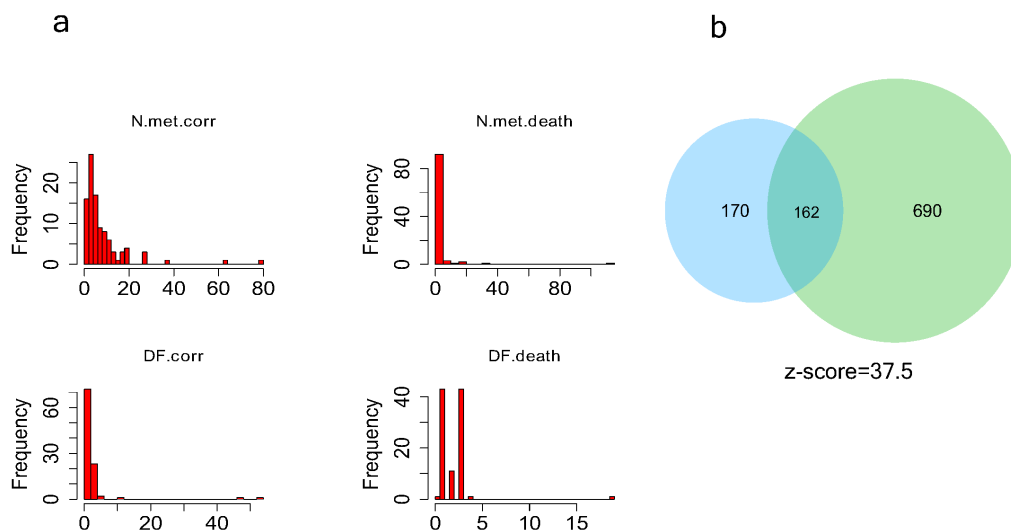 a
b
N.met.corr
N.met.death
Frequency
0 10 20
0 20 40 60 80
Frequency
0 40 80
0 40 80
170
162
690
z-score=37.5
DF.corr
DF.death
Frequency
0 30 60
0 20 40
Frequency
0 20 40
0 5 15